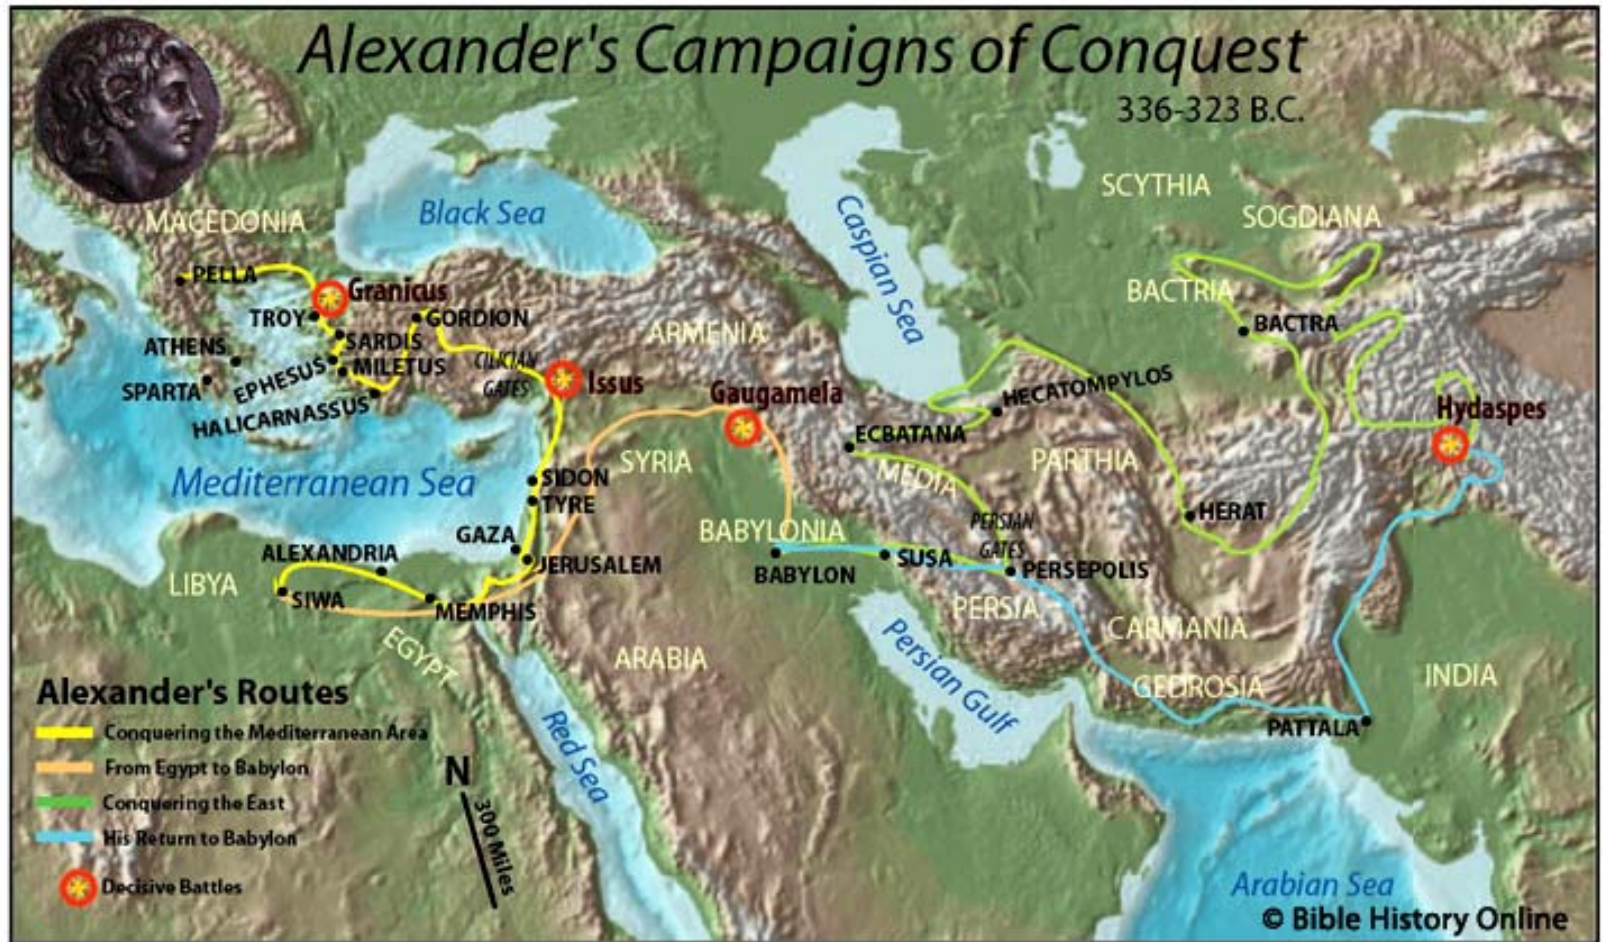 Alexander's Campaigns of Conquest
336-323 B.C.
SCYTHIA
SOGDIANA
MACEDONIA
Black Sea
Caspian Sea
PELLA
Granicus
BACTRIA
TROY
GORDION
ARMENIA
BACTRA
ATHENS
SARDIS
EPHESUS
MILETUS
CILICIAN
GATES
Issus
SPARTA
HALICARNASSUS
Gaugamela
HECATOMPYLOS
Hydaspes
ECBATANA
Mediterranean Sea
SYRIA
MEDIA
PARTHIA
SIDON
TYRE
HERAT
GAZA
BABYLONIA
PERSIAN
GATES
ALEXANDRIA
JERUSALEM
BABYLON
SUSA
PERSEPOLIS
LIBYA
SIWA
MEMPHIS
PERSIA
CARMANIA
EGYPT
ARABIA
Persian Gulf
GEDROSIA
INDIA
PATTALA
Red Sea
Alexander's Routes
Conquering the Mediterranean Area
From Egypt to Babylon
Conquering the East
His Return to Babylon
Decisive Battles
N
300 Miles
Arabian Sea
© Bible History Online